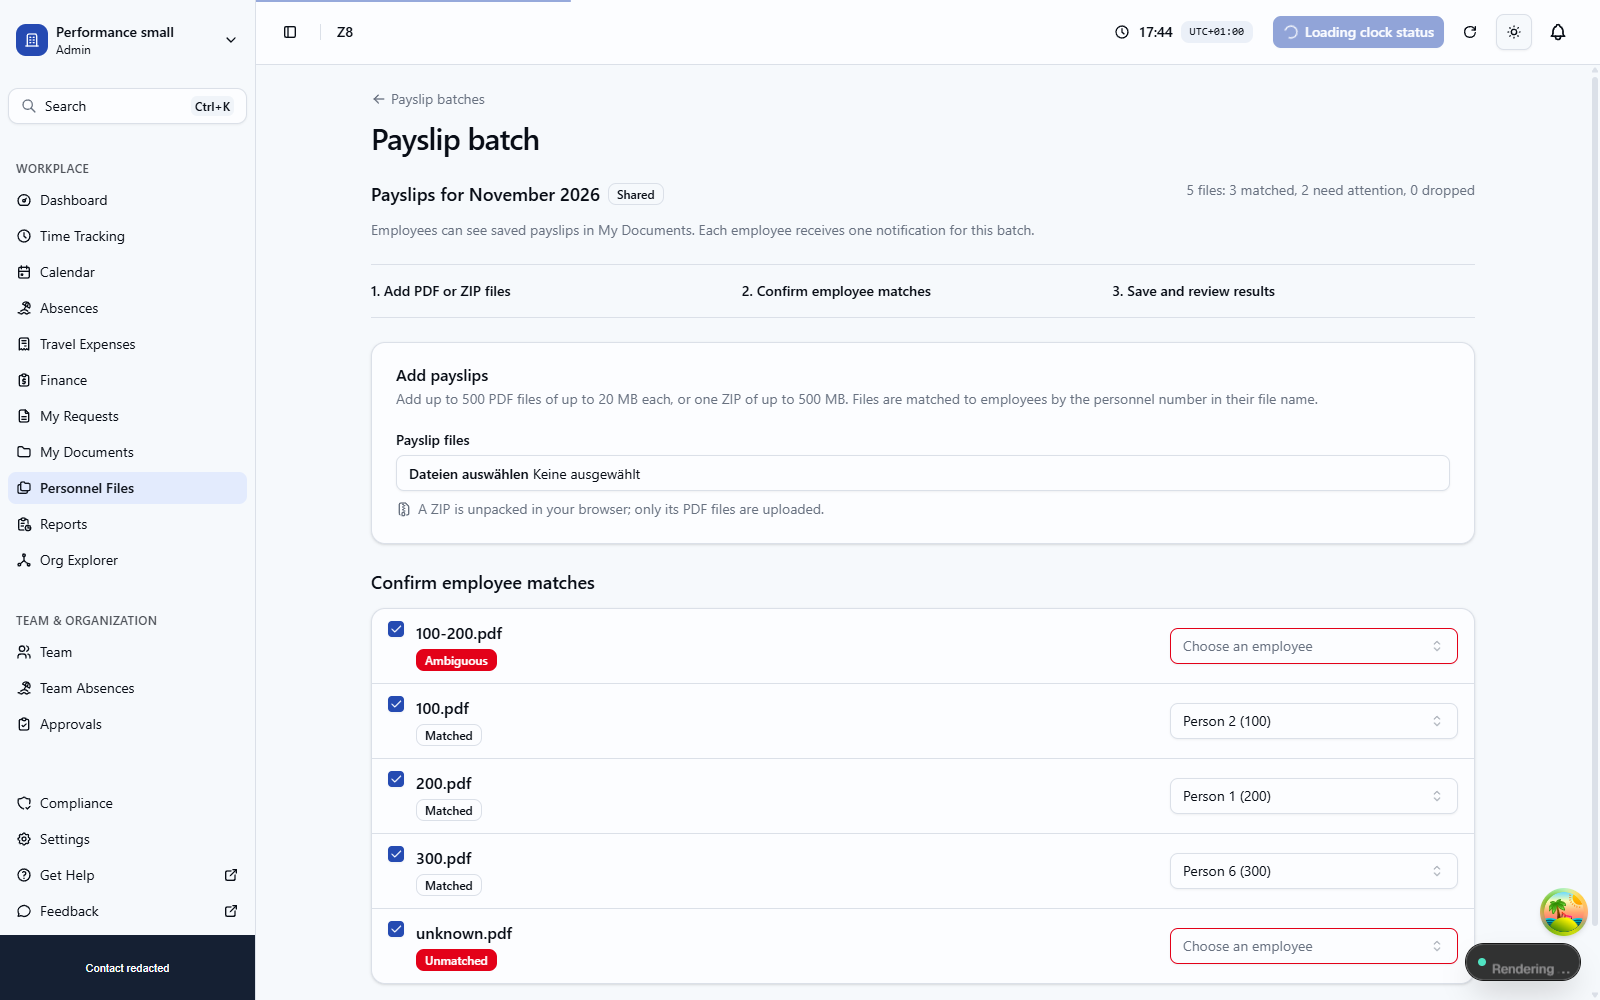 Performance small
Admin
Z8
17:44
UTC+01:00
Loading clock status
Search
Ctrl+K
WORKPLACE
Dashboard
Time Tracking
Calendar
Absences
Travel Expenses
Finance
My Requests
My Documents
Personnel Files
Reports
Org Explorer
TEAM & ORGANIZATION
Team
Team Absences
Approvals
Compliance
Settings
Get Help
Feedback
Contact redacted
Payslip batches
Payslip batch
Payslips for November 2026
Shared
5 files: 3 matched, 2 need attention, 0 dropped
Employees can see saved payslips in My Documents. Each employee receives one notification for this batch.
1. Add PDF or ZIP files
2. Confirm employee matches
3. Save and review results
Add payslips
Add up to 500 PDF files of up to 20 MB each, or one ZIP of up to 500 MB. Files are matched to employees by the personnel number in their file name.
Payslip files
Dateien auswählen Keine ausgewählt
A ZIP is unpacked in your browser; only its PDF files are uploaded.
Confirm employee matches
100-200.pdf
Ambiguous
Choose an employee
100.pdf
Matched
Person 2 (100)
200.pdf
Matched
Person 1 (200)
300.pdf
Matched
Person 6 (300)
unknown.pdf
Unmatched
Choose an employee
Rendering ..